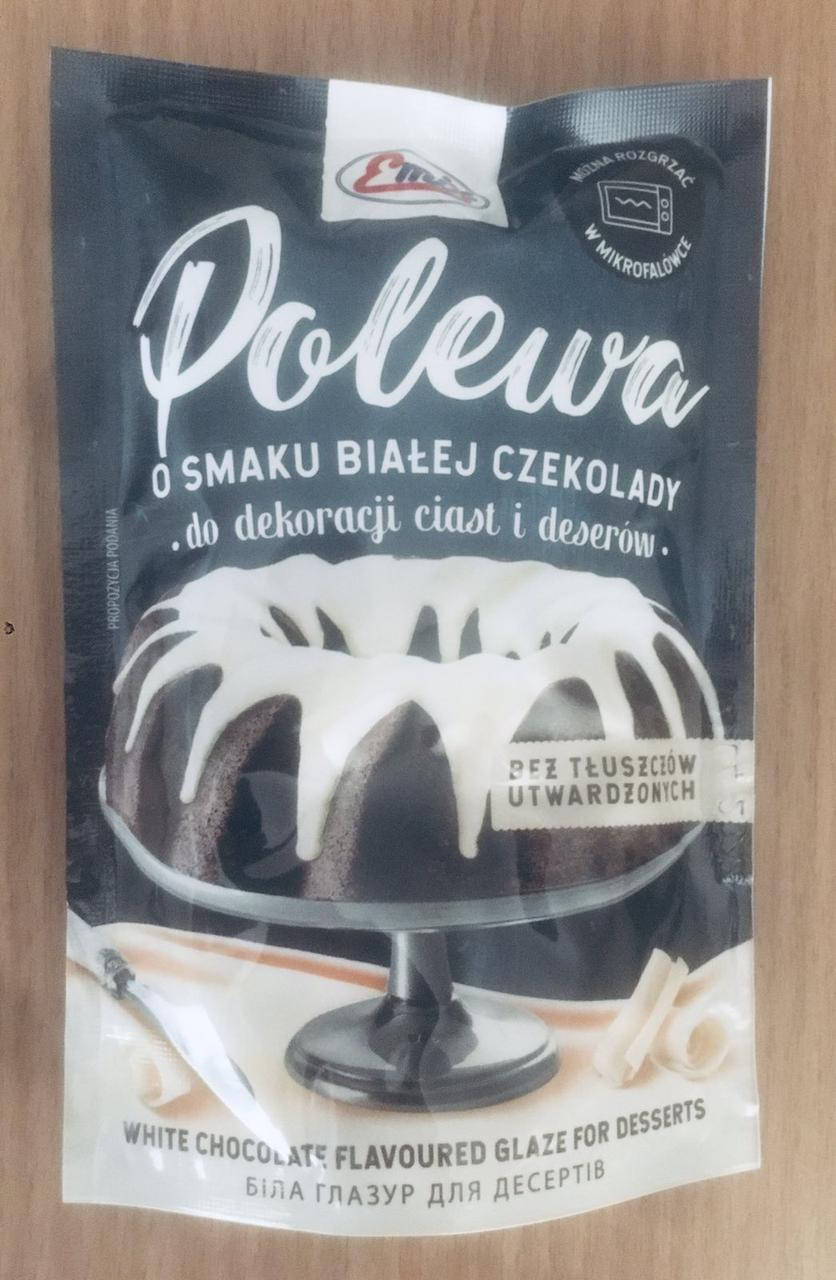 Emix
MOŻNA ROZGRZAĆ
W MIKROFALÓWCE
Polewa
O SMAKU BIAŁEJ CZEKOLADY
.do dekoracji ciast i deserów.
PROPOZYCJA PODANIA
BEZ TŁUSZCZÓW
UTWARDZONYCH
WHITE CHOCOLATE FLAVOURED GLAZE FOR DESSERTS
БІЛА ГЛАЗУР ДЛЯ ДЕСЕРТІВ